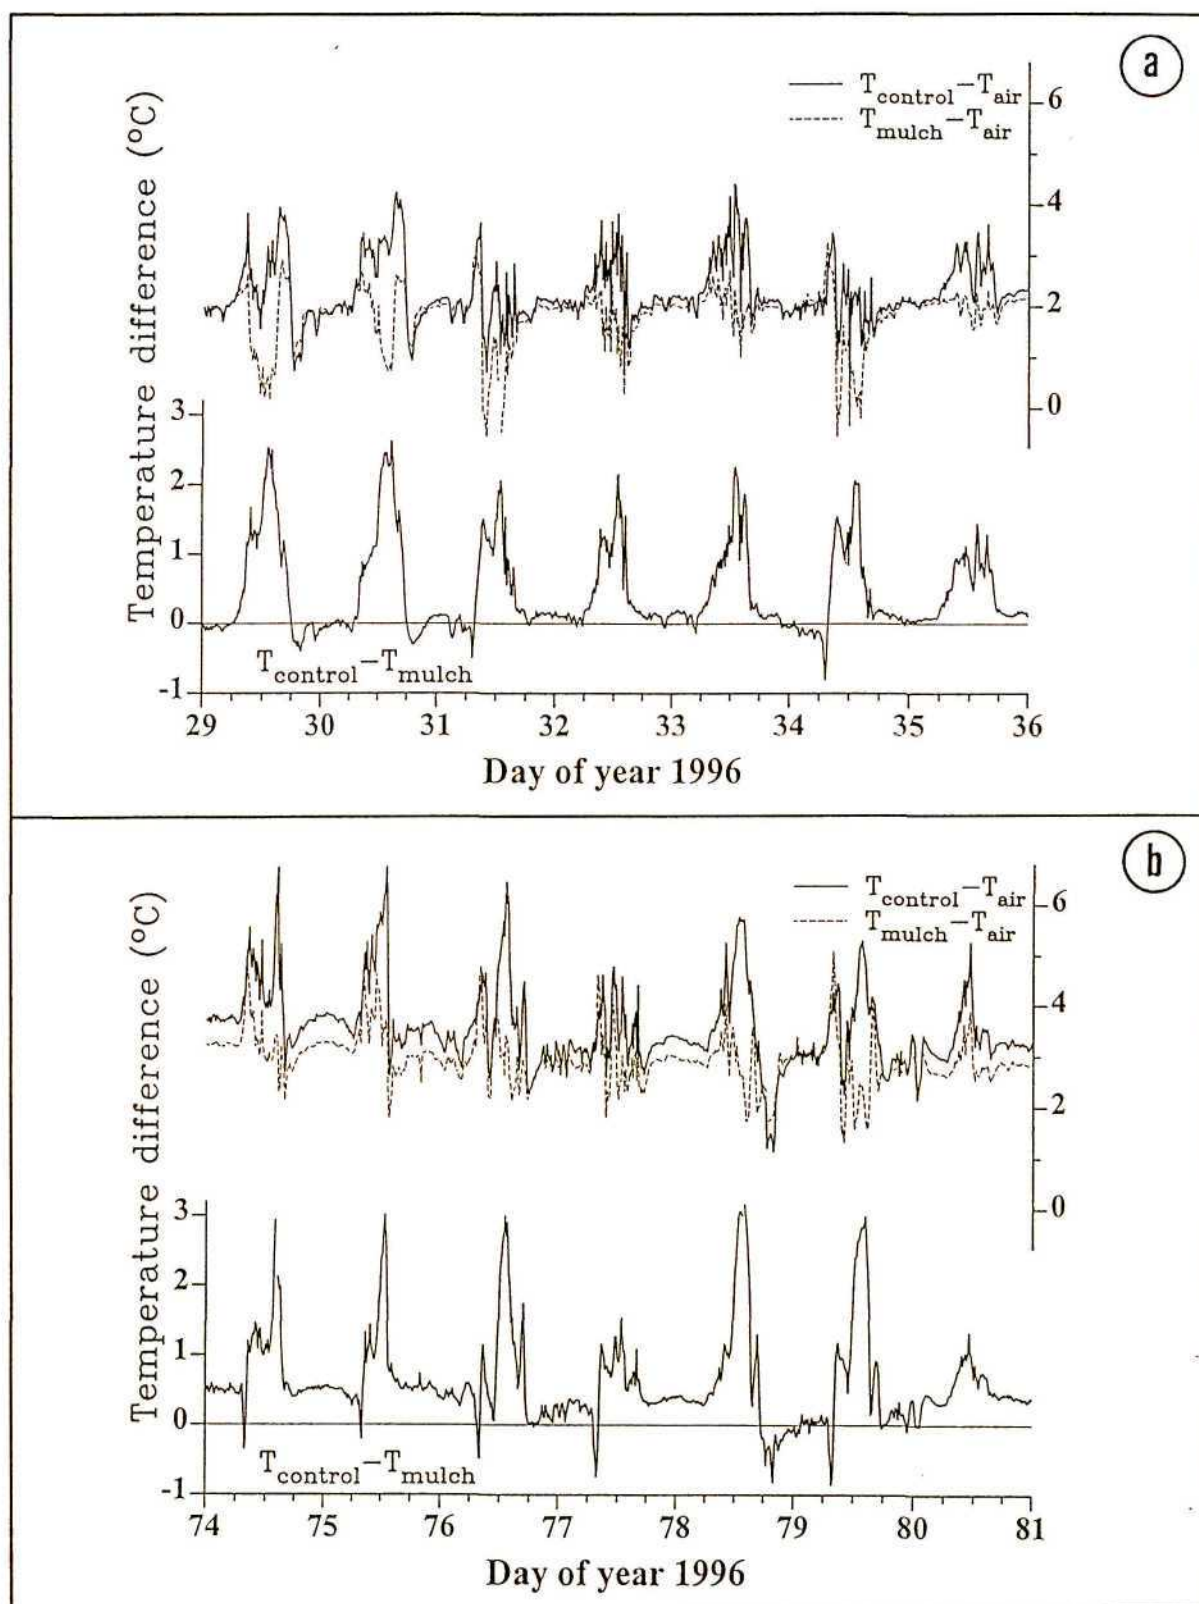 a
Tcontrol−Tair
Tmulch−Tair
Temperature difference (ºC)
6
4
2
0
3
2
1
0
-1
Tcontrol−Tmulch
29 30 31 32 33 34 35 36
Day of year 1996
b
Tcontrol−Tair
Tmulch−Tair
Temperature difference (ºC)
6
4
2
0
3
2
1
0
-1
Tcontrol−Tmulch
74 75 76 77 78 79 80 81
Day of year 1996